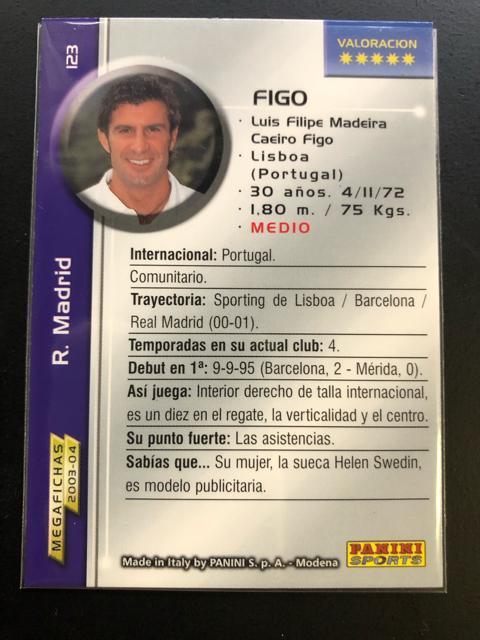 123
VALORACION
FIGO
· Luis Filipe Madeira
Caeiro Figo
· Lisboa
(Portugal)
· 30 años. 4/11/72
· 1,80 m. / 75 Kgs.
· MEDIO
Internacional: Portugal.
Comunitario.
Trayectoria: Sporting de Lisboa / Barcelona /
Real Madrid (00-01).
Temporadas en su actual club: 4.
Debut en 1ª: 9-9-95 (Barcelona, 2 - Mérida, 0).
Así juega: Interior derecho de talla internacional,
es un diez en el regate, la verticalidad y el centro.
Su punto fuerte: Las asistencias.
Sabías que... Su mujer, la sueca Helen Swedin,
es modelo publicitaria.
R. Madrid
MEGAFICHAS
2003-04
Made in Italy by PANINI S. p. A. - Modena
PANINI
SPORTS